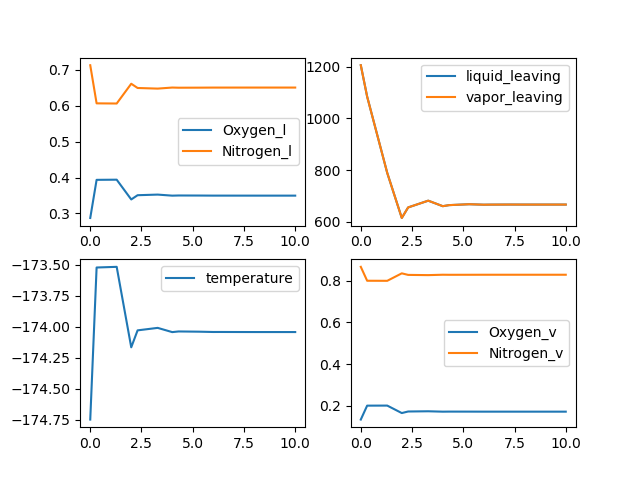 0.7
0.6
0.5
0.4
0.3
Oxygen_l
Nitrogen_l
0.0 2.5 5.0 7.5 10.0
1200
1000
800
600
liquid_leaving
vapor_leaving
0.0 2.5 5.0 7.5 10.0
−173.50
−173.75
−174.00
−174.25
−174.50
−174.75
temperature
0.0 2.5 5.0 7.5 10.0
0.8
0.6
0.4
0.2
Oxygen_v
Nitrogen_v
0.0 2.5 5.0 7.5 10.0